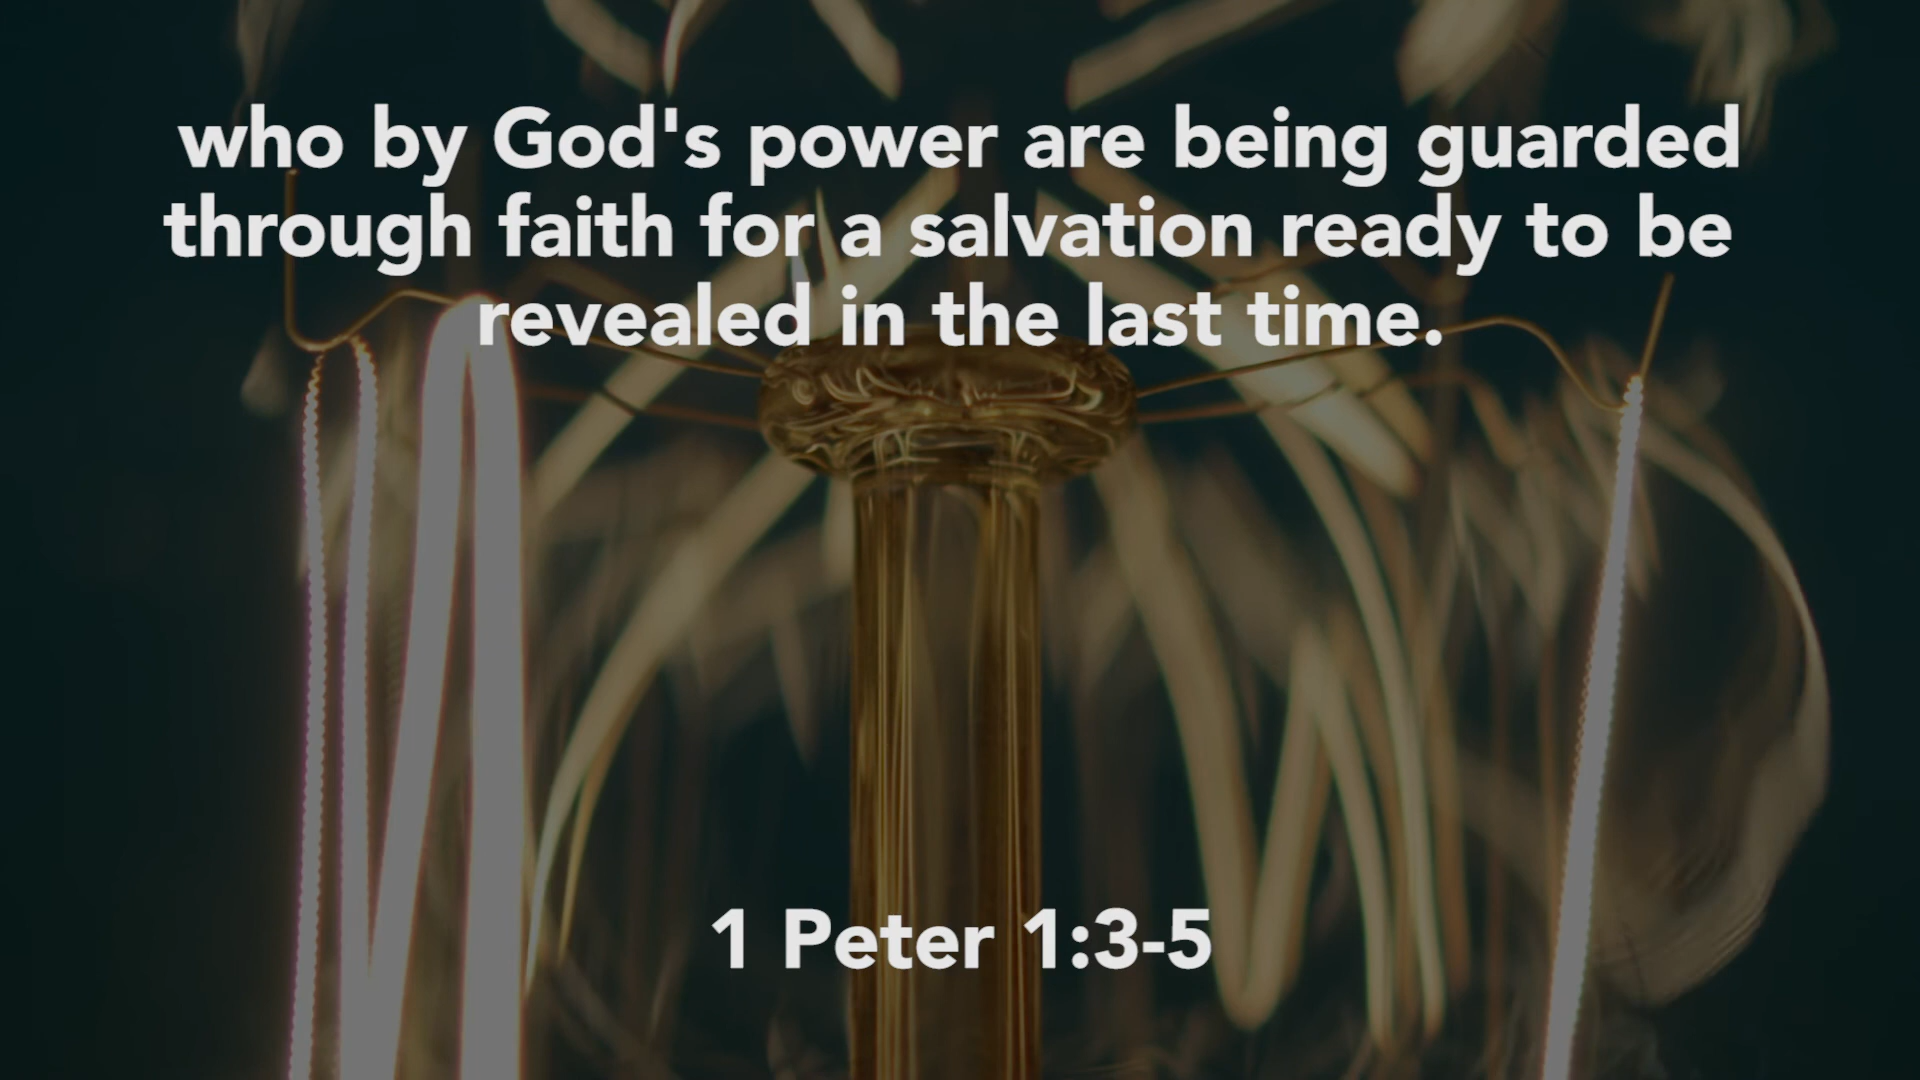 who by God's power are being guarded
through faith for a salvation ready to be
revealed in the last time.
1 Peter 1:3-5